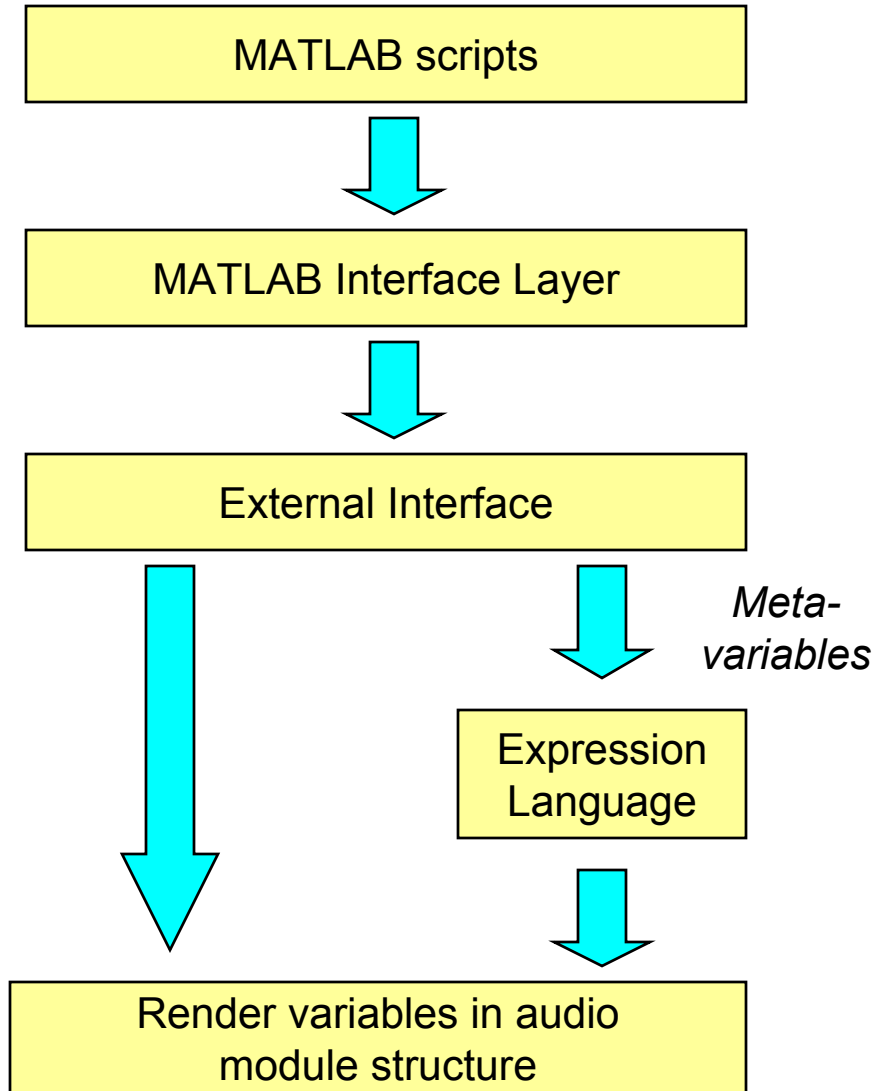 MATLAB scripts
MATLAB Interface Layer
External Interface
Meta-
variables
Expression
Language
Render variables in audio
module structure